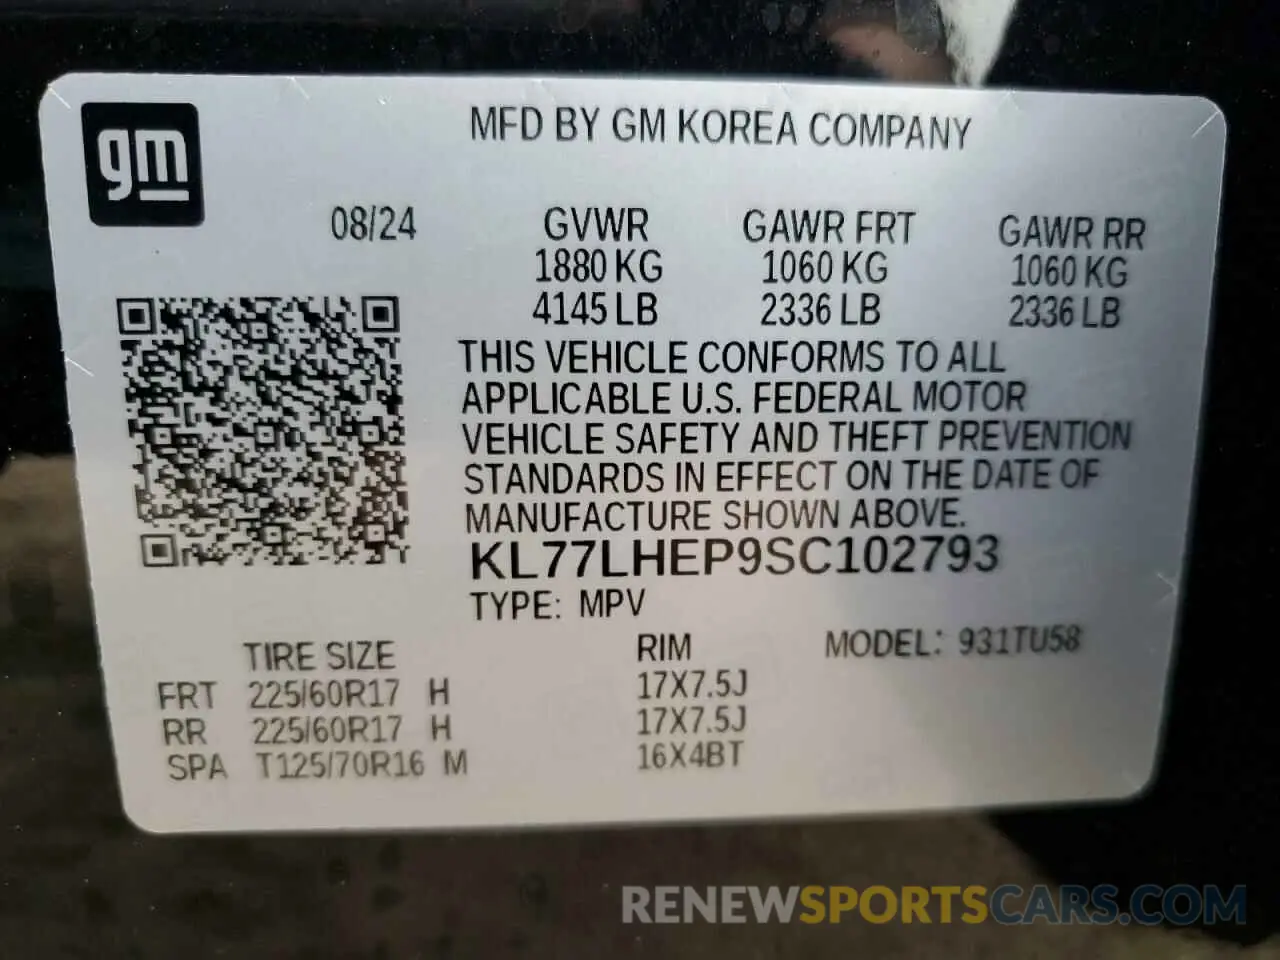 gm
MFD BY GM KOREA COMPANY
08/24 GVWR GAWR FRT GAWR RR
1880 KG 1060 KG 1060 KG
4145 LB 2336 LB 2336 LB
THIS VEHICLE CONFORMS TO ALL
APPLICABLE U.S. FEDERAL MOTOR
VEHICLE SAFETY AND THEFT PREVENTION
STANDARDS IN EFFECT ON THE DATE OF
MANUFACTURE SHOWN ABOVE.
KL77LHEP9SC102793
TYPE: MPV
TIRE SIZE RIM MODEL: 931TU58
FRT 225/60R17 H 17X7.5J
RR 225/60R17 H 17X7.5J
SPA T125/70R16 M 16X4BT
RENEWSPORTSCARS.COM